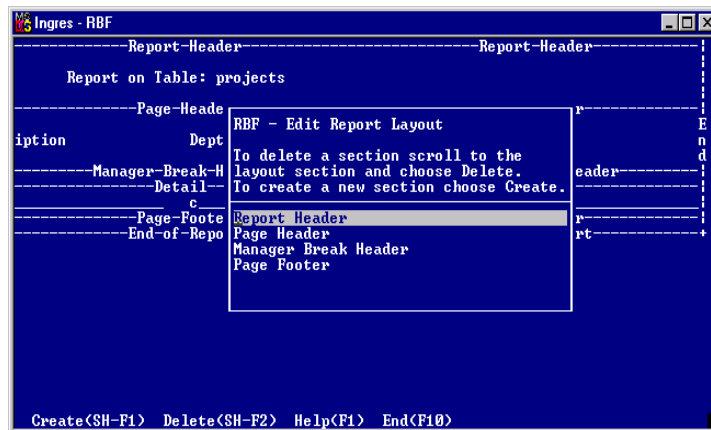 Ingres - RBF
-------------Report-Header---------------------------Report-Header------------
Report on Table: projects
--------------Page-Heade r-------------
RBF - Edit Report Layout
iption Dept
To delete a section scroll to the
layout section and choose Delete.
To create a new section choose Create.
---------Manager-Break-H eader---------
----------------Detail--
c
--------------Page-Foote r-------------
-------------End-of-Repo rt------------+
Report Header
Page Header
Manager Break Header
Page Footer
End
Create(SH-F1) Delete(SH-F2) Help(F1) End(F10)